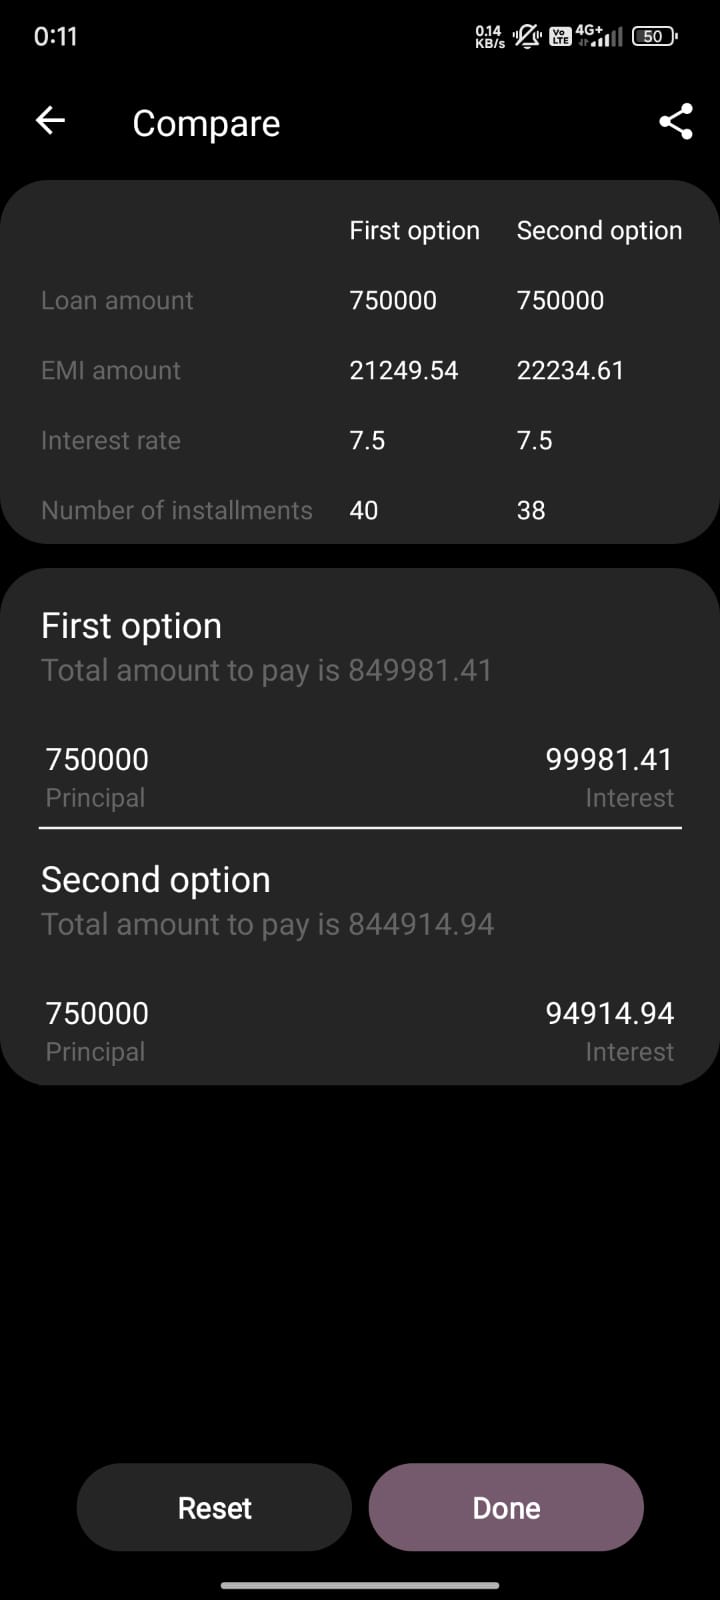 0:11 0.14 KB/s Vo LTE 4G+ 50
Compare
First option Second option
Loan amount 750000 750000
EMI amount 21249.54 22234.61
Interest rate 7.5 7.5
Number of installments 40 38
First option
Total amount to pay is 849981.41
750000 99981.41
Principal Interest
Second option
Total amount to pay is 844914.94
750000 94914.94
Principal Interest
Reset Done